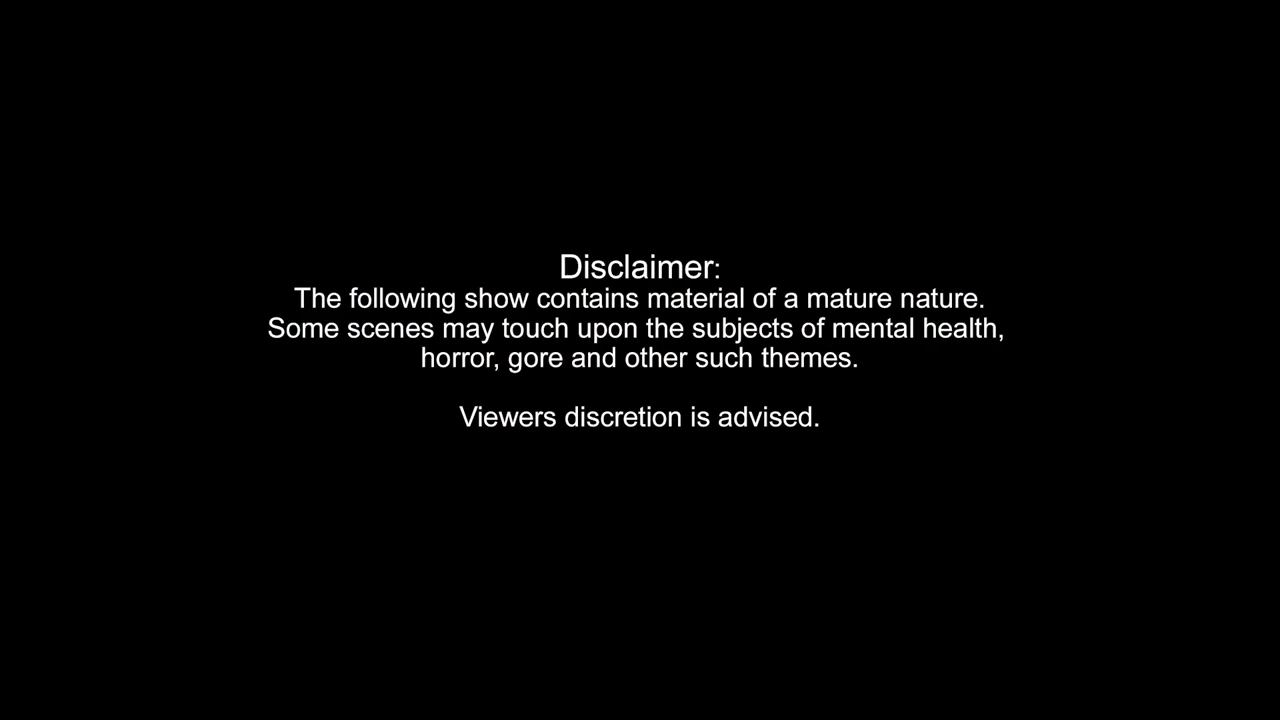 Disclaimer:
The following show contains material of a mature nature.
Some scenes may touch upon the subjects of mental health,
horror, gore and other such themes.
Viewers discretion is advised.